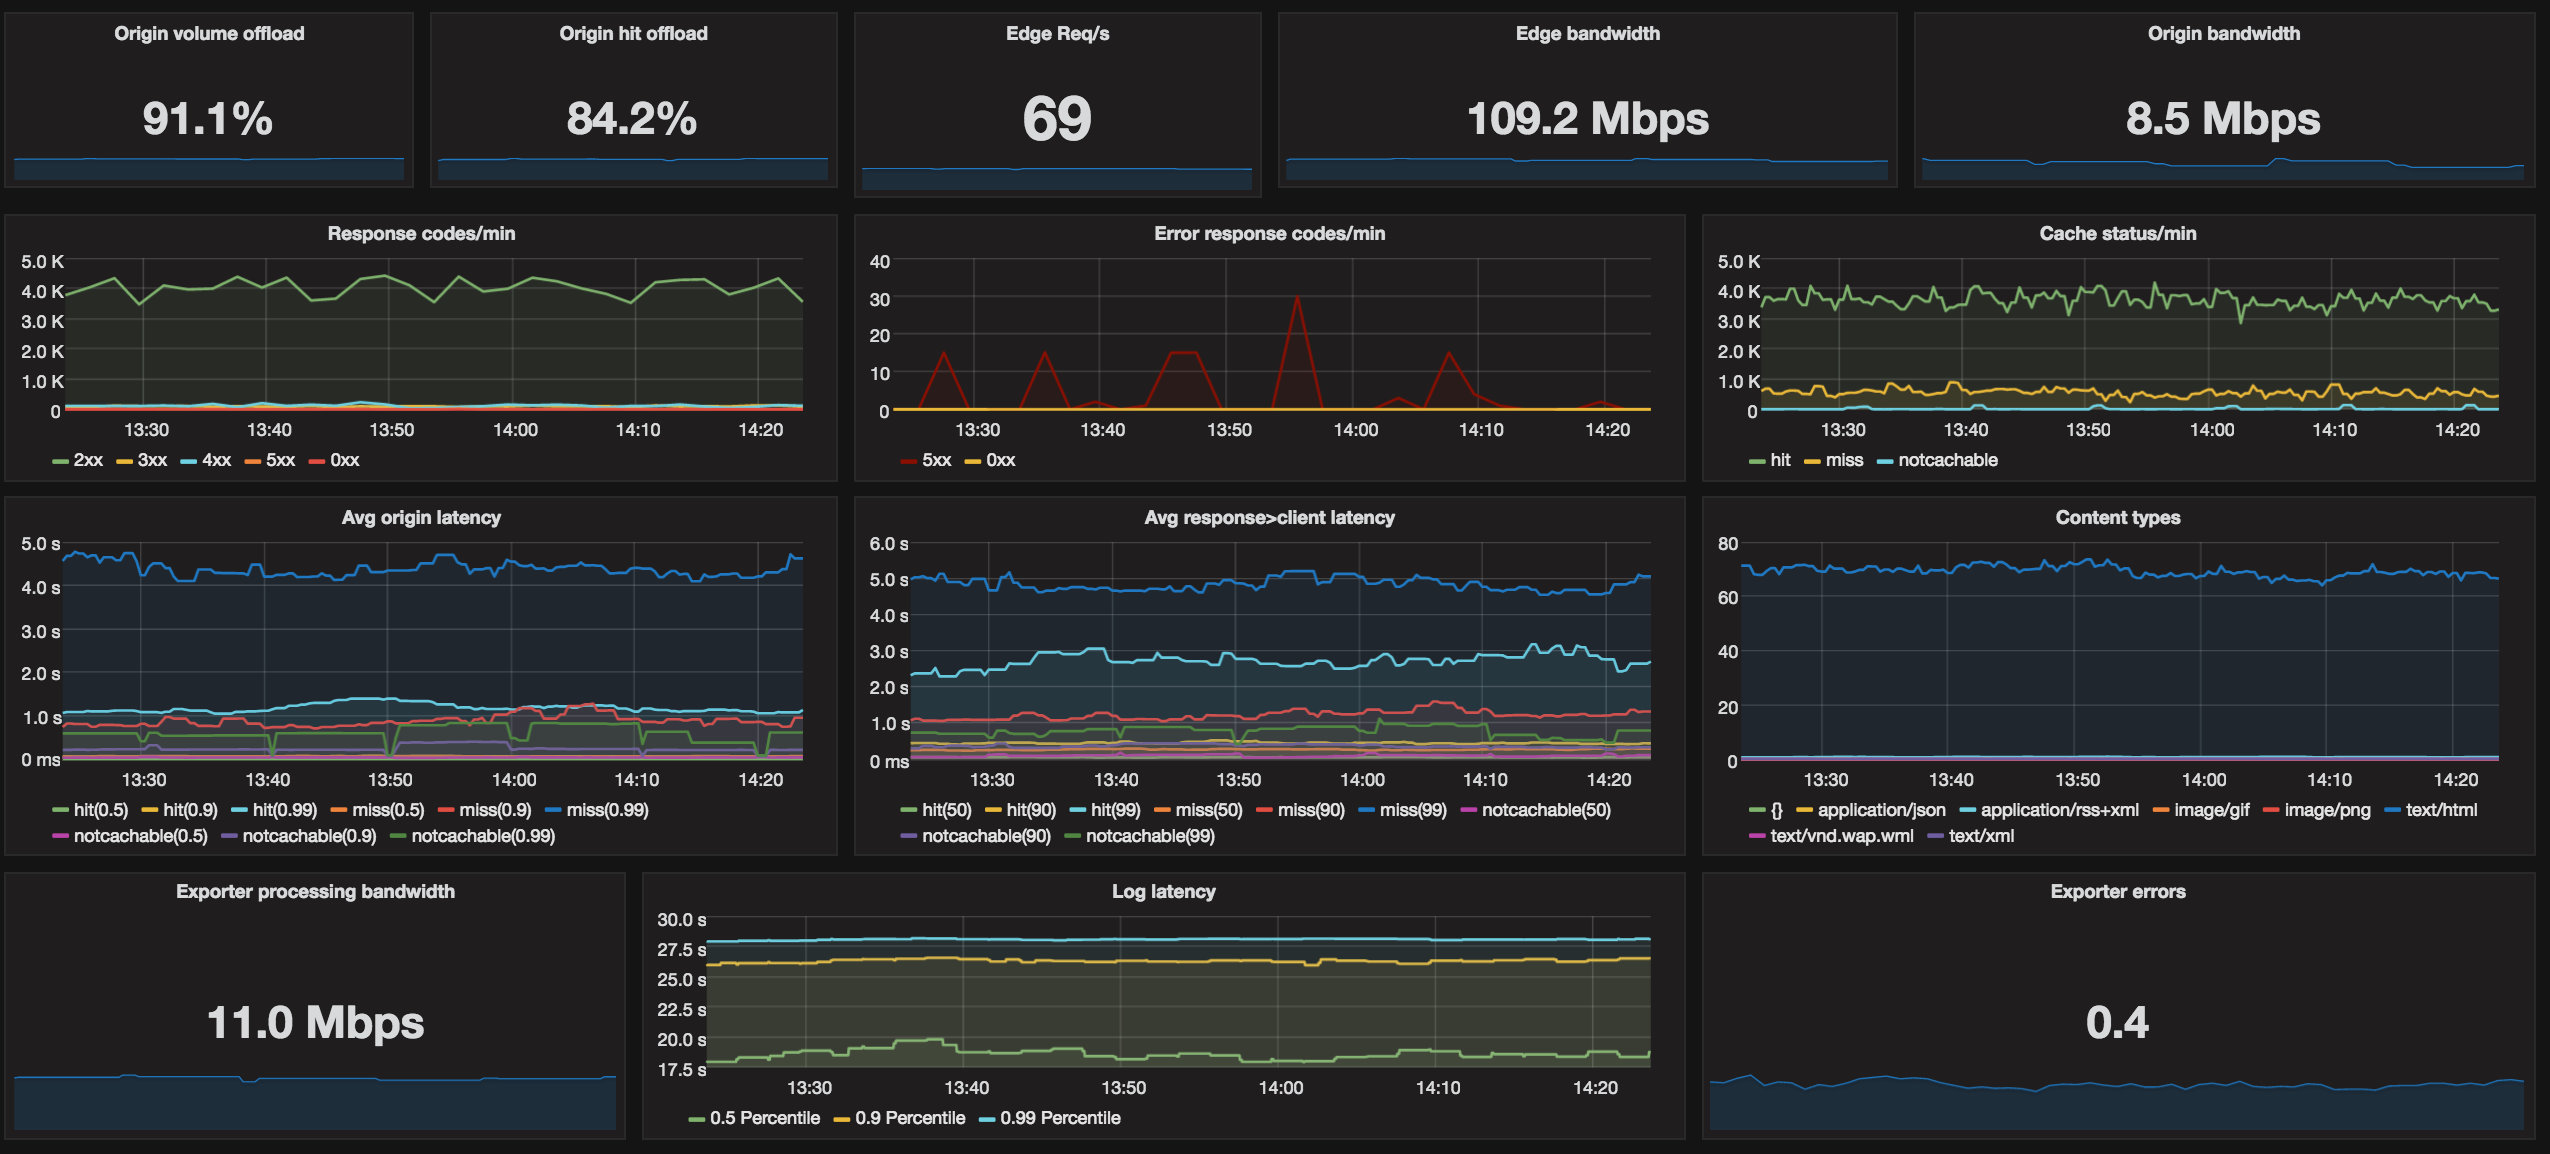 Origin volume offload
91.1%
Origin hit offload
84.2%
Edge Req/s
69
Edge bandwidth
109.2 Mbps
Origin bandwidth
8.5 Mbps
Response codes/min
5.0 K
4.0 K
3.0 K
2.0 K
1.0 K
0
13:30 13:40 13:50 14:00 14:10 14:20
2xx 3xx 4xx 5xx 0xx
Error response codes/min
40
30
20
10
0
13:30 13:40 13:50 14:00 14:10 14:20
5xx 0xx
Cache status/min
5.0 K
4.0 K
3.0 K
2.0 K
1.0 K
0
13:30 13:40 13:50 14:00 14:10 14:20
hit miss notcachable
Avg origin latency
5.0 s
4.0 s
3.0 s
2.0 s
1.0 s
0 ms
13:30 13:40 13:50 14:00 14:10 14:20
hit(0.5) hit(0.9) hit(0.99) miss(0.5) miss(0.9) miss(0.99)
notcachable(0.5) notcachable(0.9) notcachable(0.99)
Avg response>client latency
6.0 s
5.0 s
4.0 s
3.0 s
2.0 s
1.0 s
0 ms
13:30 13:40 13:50 14:00 14:10 14:20
hit(50) hit(90) hit(99) miss(50) miss(90) miss(99) notcachable(50)
notcachable(90) notcachable(99)
Content types
80
60
40
20
0
13:30 13:40 13:50 14:00 14:10 14:20
{} application/json application/rss+xml image/gif image/png text/html
text/vnd.wap.wml text/xml
Exporter processing bandwidth
11.0 Mbps
Log latency
30.0 s
27.5 s
25.0 s
22.5 s
20.0 s
17.5 s
13:30 13:40 13:50 14:00 14:10 14:20
0.5 Percentile 0.9 Percentile 0.99 Percentile
Exporter errors
0.4